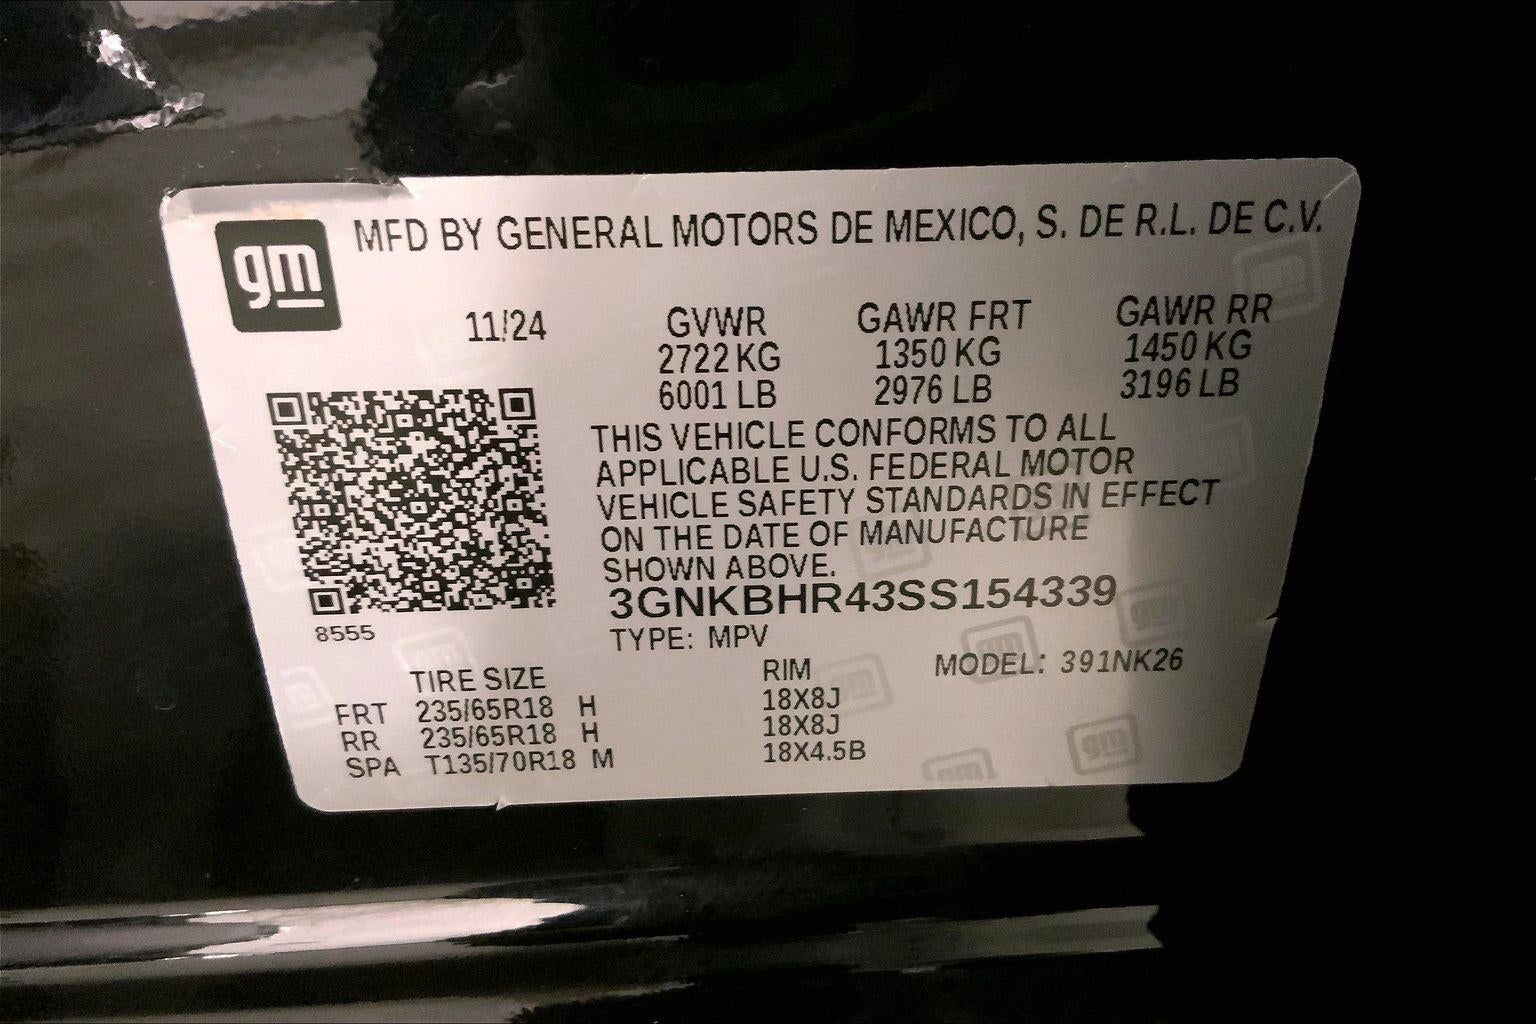 gm MFD BY GENERAL MOTORS DE MEXICO, S. DE R.L. DE C.V.
11/24 GVWR GAWR FRT GAWR RR
2722 KG 1350 KG 1450 KG
6001 LB 2976 LB 3196 LB
THIS VEHICLE CONFORMS TO ALL
APPLICABLE U.S. FEDERAL MOTOR
VEHICLE SAFETY STANDARDS IN EFFECT
ON THE DATE OF MANUFACTURE
SHOWN ABOVE.
3GNKBHR43SS154339
8555
TYPE: MPV
TIRE SIZE RIM MODEL: 391NK26
FRT 235/65R18 H 18X8J
RR 235/65R18 H 18X8J
SPA T135/70R18 M 18X4.5B